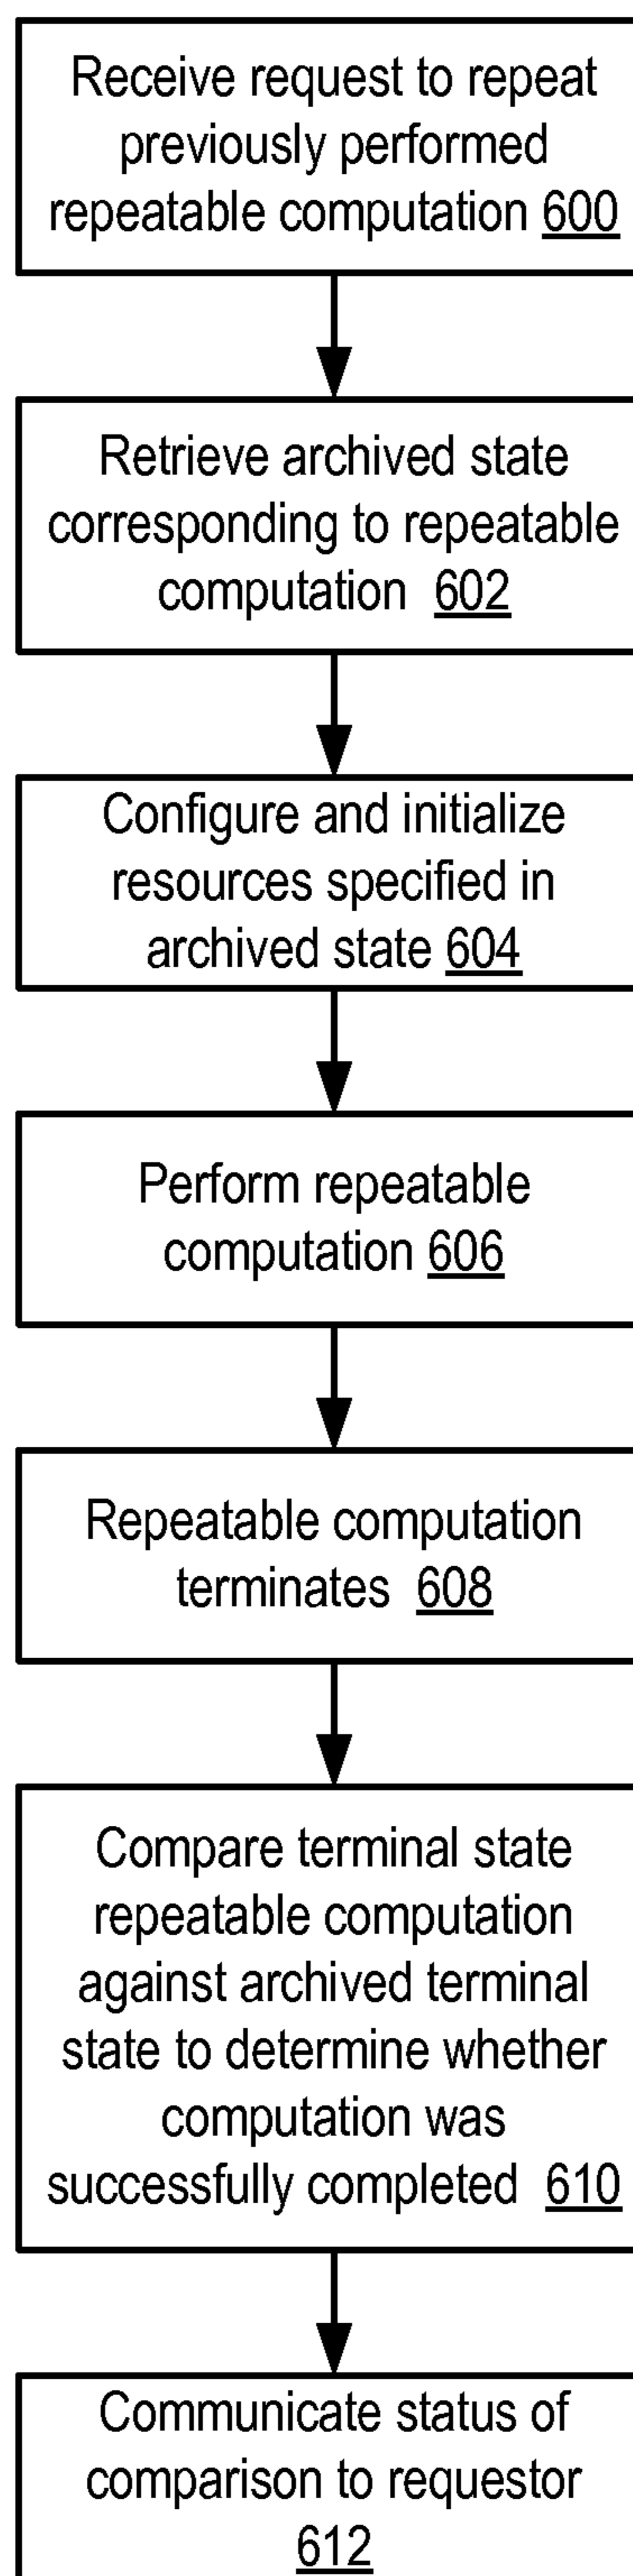 Receive request to repeat
previously performed
repeatable computation 600
Retrieve archived state
corresponding to repeatable
computation 602
Configure and initialize
resources specified in
archived state 604
Perform repeatable
computation 606
Repeatable computation
terminates 608
Compare terminal state
repeatable computation
against archived terminal
state to determine whether
computation was
successfully completed 610
Communicate status of
comparison to requestor
612